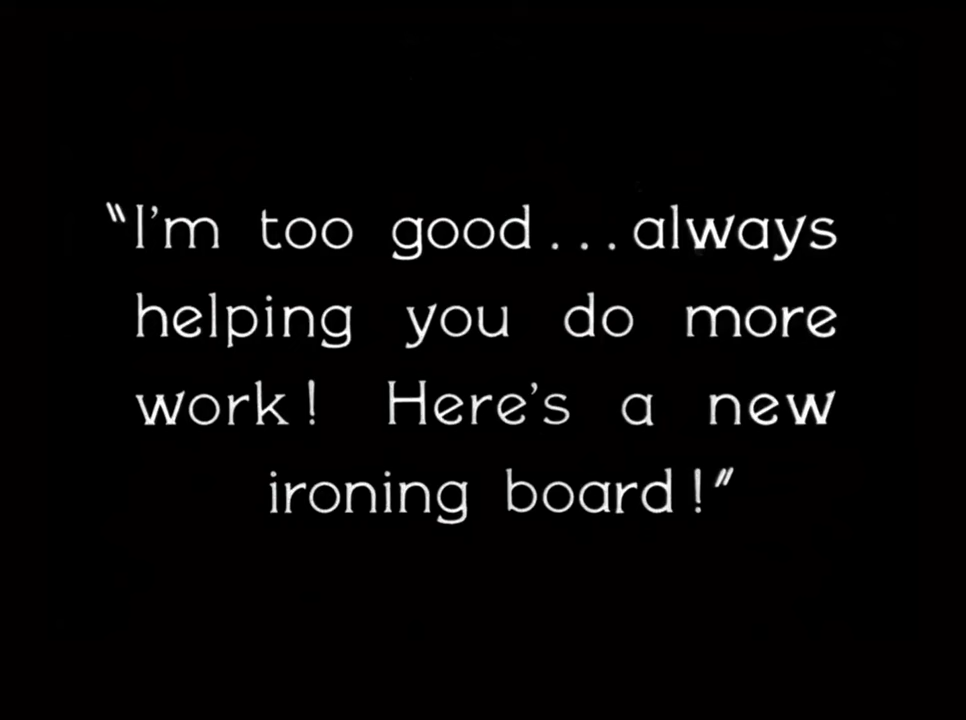 "I'm too good...always
helping you do more
work! Here's a new
ironing board!"